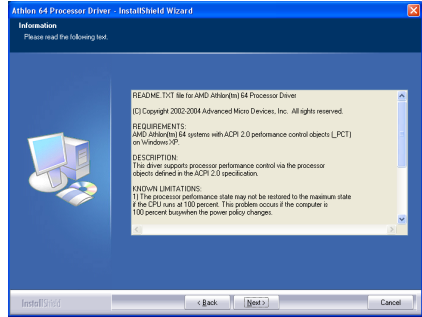 Athlon 64 Processor Driver - InstallShield Wizard
Information
Please read the following text.
README.TXT file for AMD Athlon(tm) 64 Processor Driver
(C) Copyright 2002-2004 Advanced Micro Devices, Inc.  All rights reserved.
REQUIREMENTS:
AMD Athlon(tm) 64 systems with ACPI 2.0 performance control objects (_PCT)
on Windows XP.
DESCRIPTION:
This driver supports processor performance control via the processor
objects defined in the ACPI 2.0 specification.
KNOWN LIMITATIONS:
1) The processor performance state may not be restored to the maximum state
if the CPU runs at 100 percent. This problem occurs if the computer is
100 percent busywhen the power policy changes.
InstallShield
< Back
Next >
Cancel